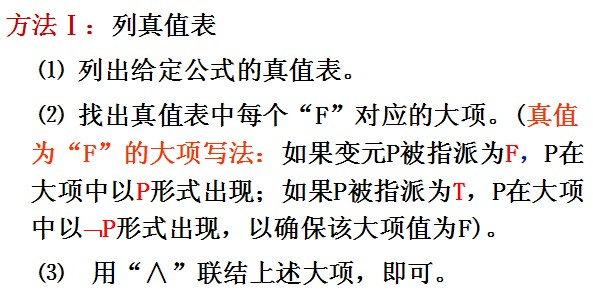 方法Ⅰ：列真值表
⑴ 列出给定公式的真值表。
⑵ 找出真值表中每个“F”对应的大项。(真值
为“F”的大项写法：如果变元P被指派为F，P在
大项中以P形式出现；如果P被指派为T，P在大项
中以¬P形式出现，以确保该大项值为F)。
⑶ 用“∧”联结上述大项，即可。